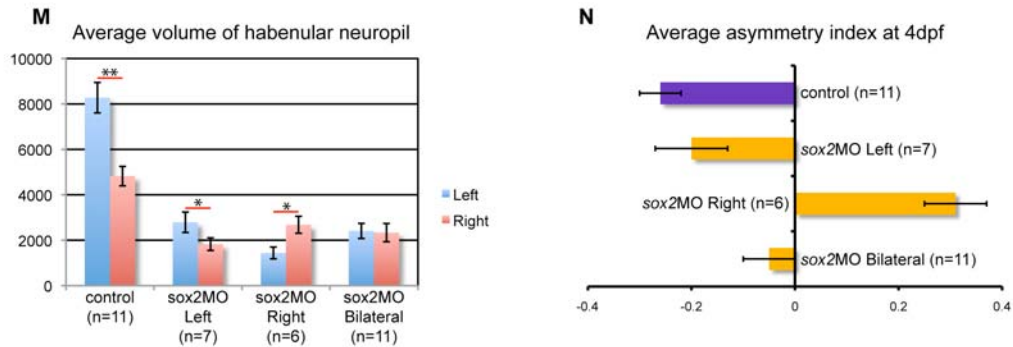 M
Average volume of habenular neuropil
10000
8000
6000
4000
2000
0
**
*
*
Left
Right
control
(n=11)
sox2MO
Left
(n=7)
sox2MO
Right
(n=6)
sox2MO
Bilateral
(n=11)
N
Average asymmetry index at 4dpf
control (n=11)
sox2MO Left (n=7)
sox2MO Right (n=6)
sox2MO Bilateral (n=11)
-0.4 -0.2 0 0.2 0.4